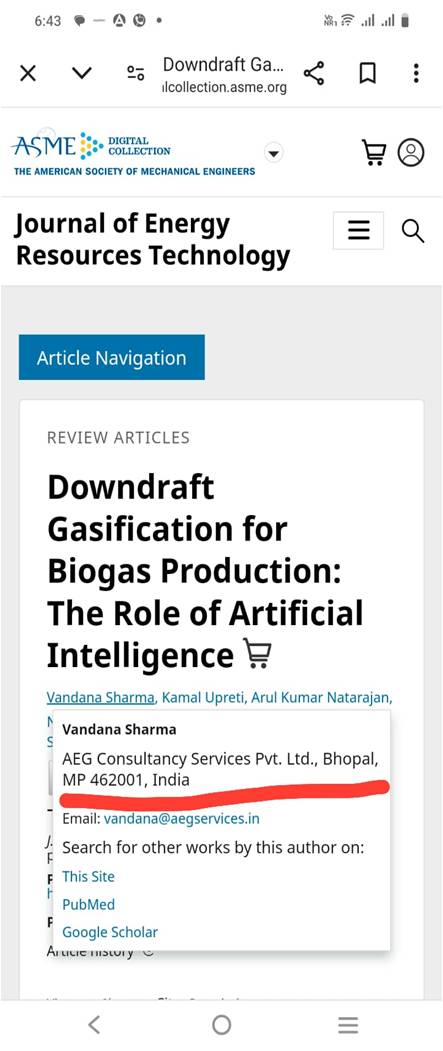 6:43
Downdraft Ga...
lcollection.asme.org
ASME DIGITAL COLLECTION
THE AMERICAN SOCIETY OF MECHANICAL ENGINEERS
Journal of Energy
Resources Technology
Article Navigation
REVIEW ARTICLES
Downdraft
Gasification for
Biogas Production:
The Role of Artificial
Intelligence
Vandana Sharma, Kamal Upreti, Arul Kumar Natarajan,
Vandana Sharma
AEG Consultancy Services Pvt. Ltd., Bhopal,
MP 462001, India
Email: vandana@aegservices.in
Search for other works by this author on:
This Site
PubMed
Google Scholar
Article history